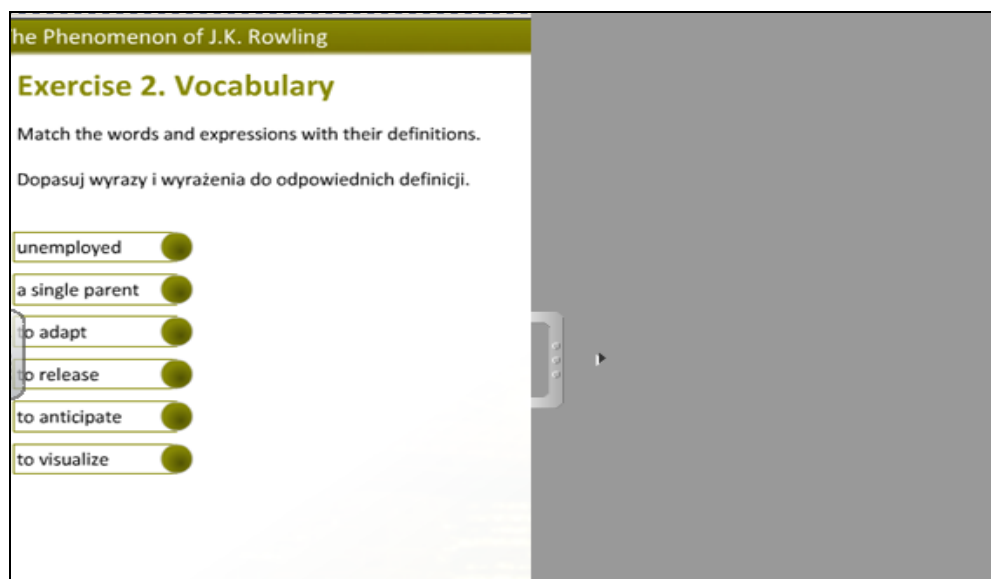 he Phenomenon of J.K. Rowling
Exercise 2. Vocabulary
Match the words and expressions with their definitions.
Dopasuj wyrazy i wyrażenia do odpowiednich definicji.
unemployed
a single parent
to adapt
to release
to anticipate
to visualize